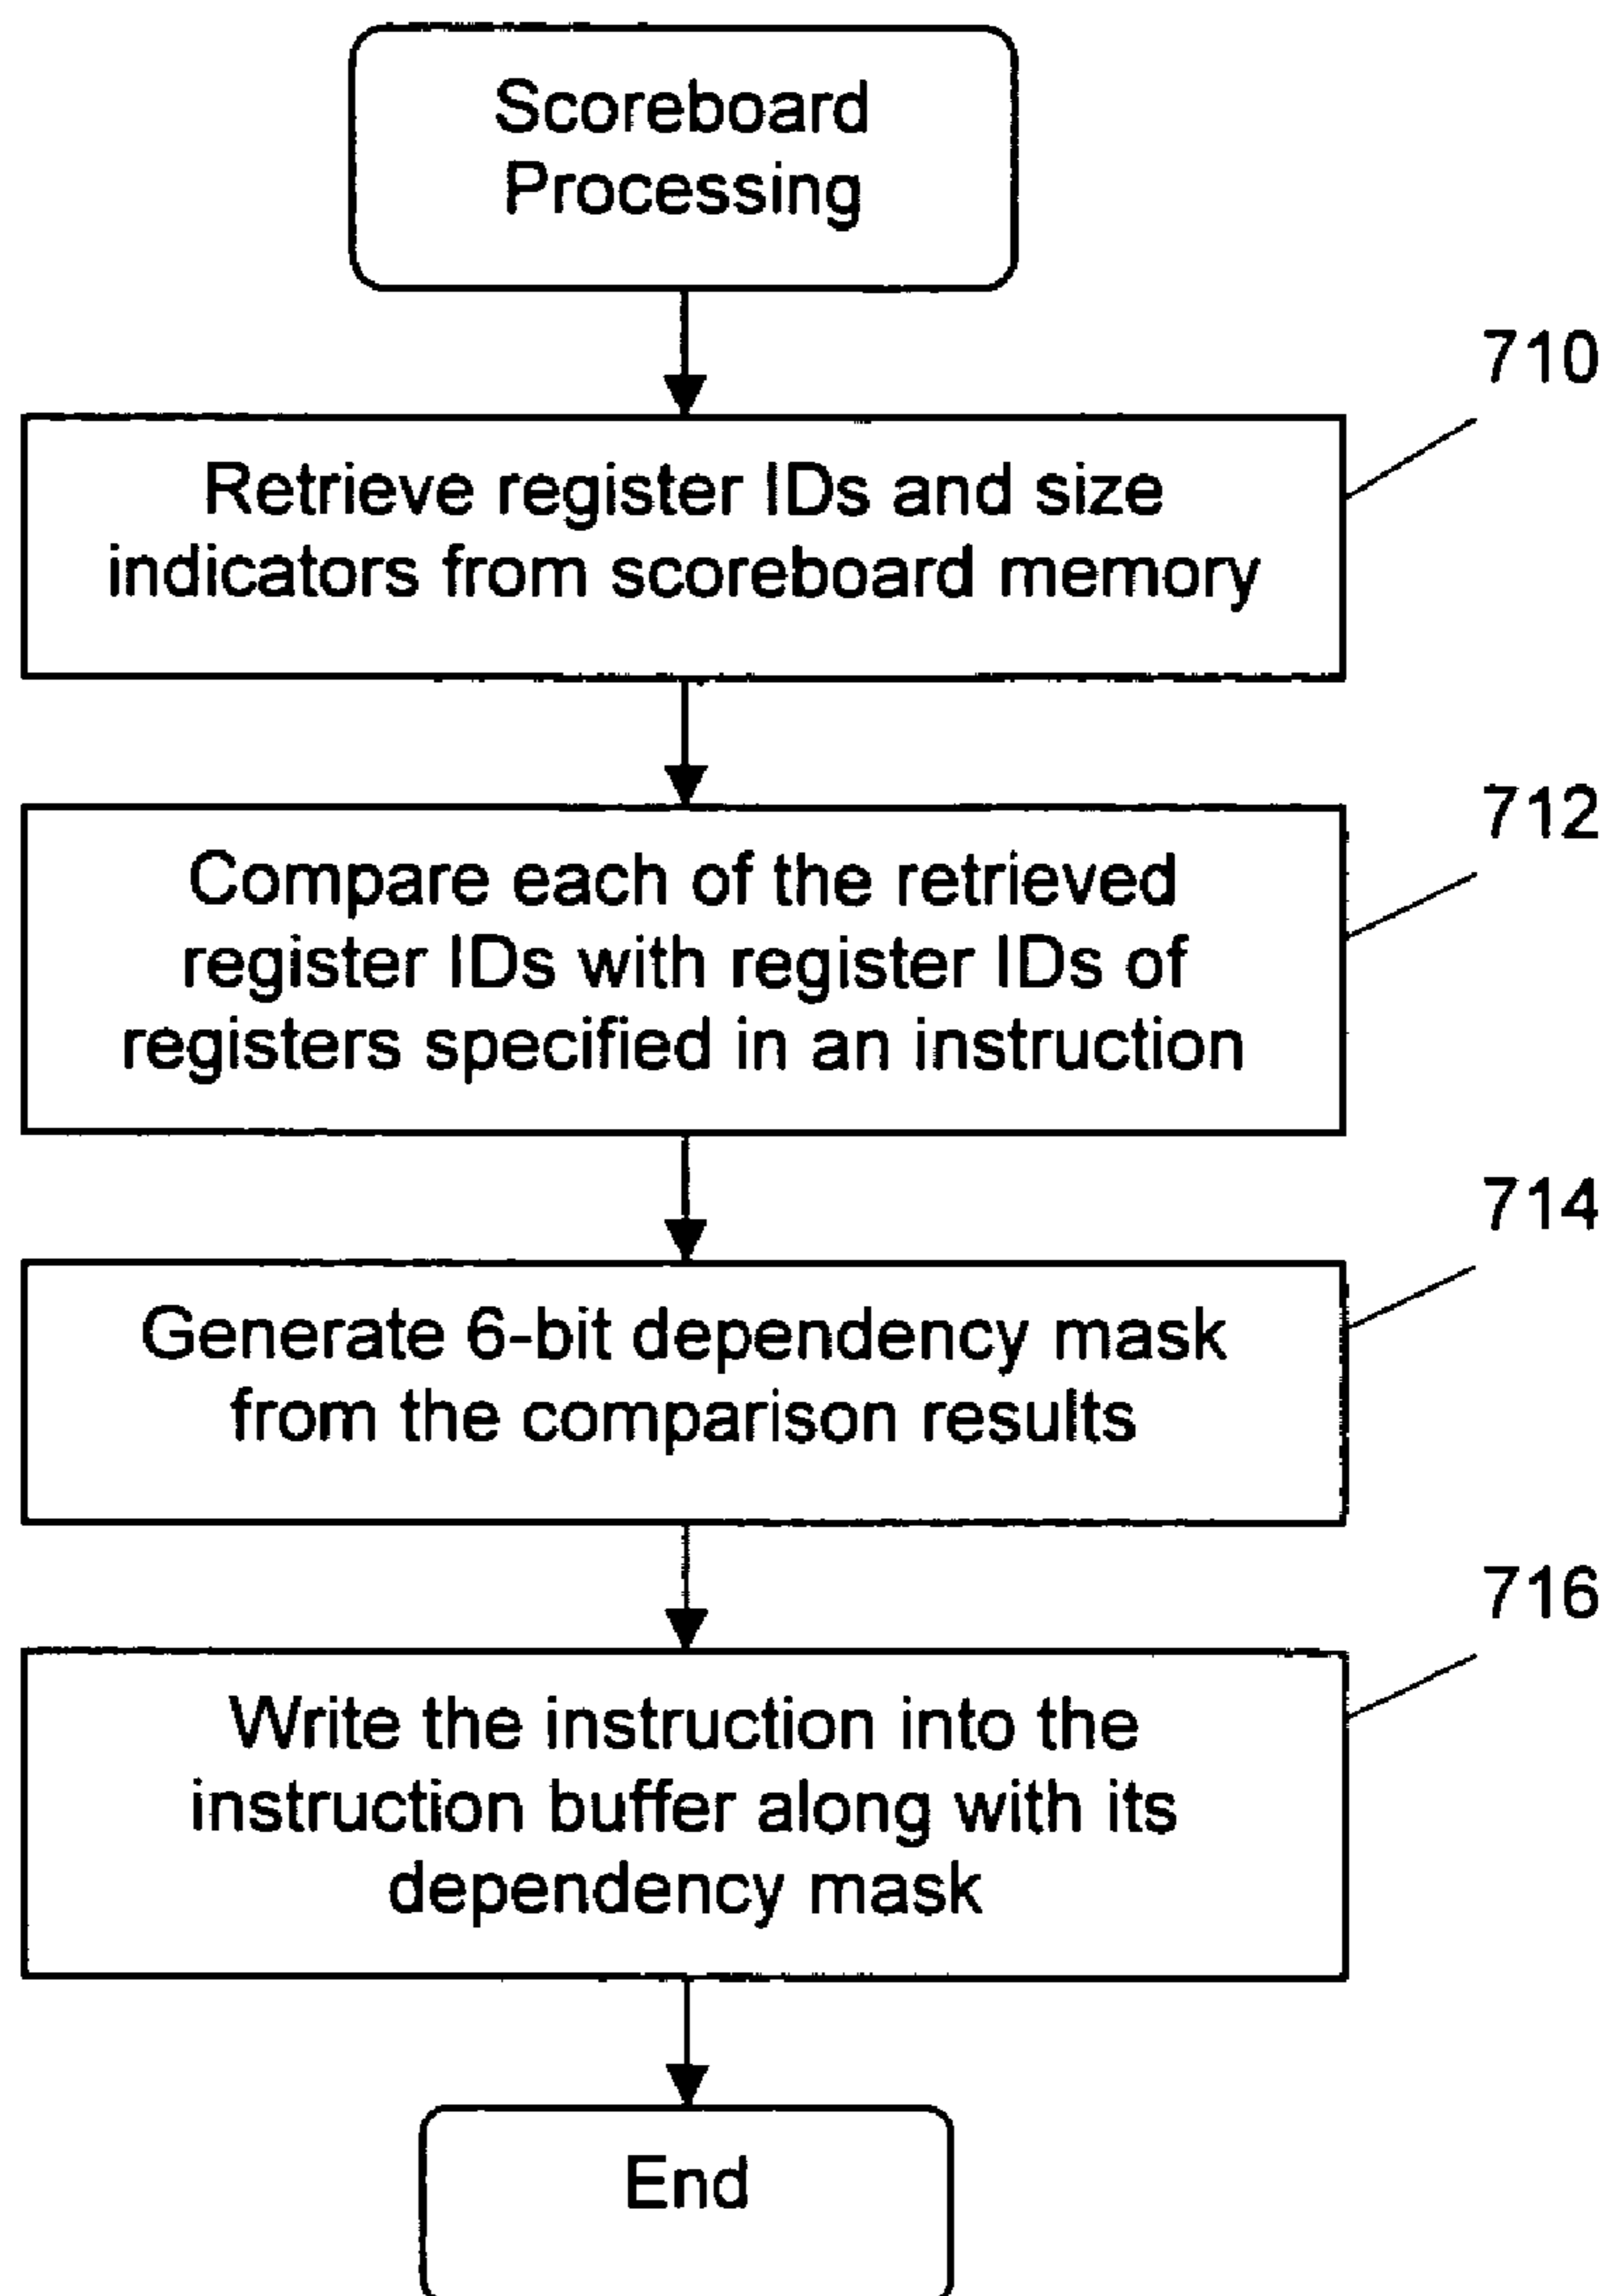 Scoreboard
Processing
710
Retrieve register IDs and size
indicators from scoreboard memory
712
Compare each of the retrieved
register IDs with register IDs of
registers specified in an instruction
714
Generate 6-bit dependency mask
from the comparison results
716
Write the instruction into the
instruction buffer along with its
dependency mask
End